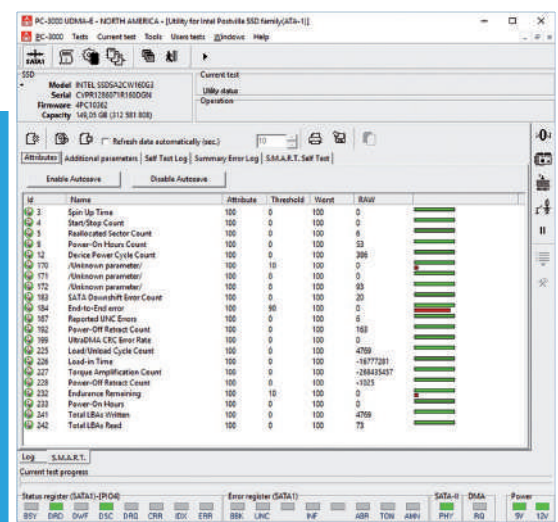 PC-3000 UDMA-E - NORTH AMERICA - [Utility for Intel Postville SSD family(ATA-1)]
PC-3000 Tests Current test Tools Users tests Windows Help
SATA1
SSD
Model INTEL SSDSA2CW160G3
Serial CVPR1286071R160DGN
Firmware 4PC10362
Capacity 149,05 GB (312 581 808)
Current test
Utility status
Operation
Refresh data automatically (sec.) 10
Attributes Additional parameters Self Test Log Summary Error Log S.M.A.R.T. Self Test
Enable Autosave Disable Autosave
Id Name Attribute Threshold Worst RAW
3 Spin Up Time 100 0 100 0
4 Start/Stop Count 100 0 100 0
5 Reallocated Sector Count 100 0 100 6
9 Power-On Hours Count 100 0 100 53
12 Device Power Cycle Count 100 0 100 386
170 /Unknown parameter/ 100 10 100 0
171 /Unknown parameter/ 100 0 100 0
172 /Unknown parameter/ 100 0 100 93
183 SATA Downshift Error Count 100 0 100 20
184 End-to-End error 100 90 100 0
187 Reported UNC Errors 100 0 100 6
192 Power-Off Retract Count 100 0 100 163
199 UltraDMA CRC Error Rate 100 0 100 0
225 Load/Unload Cycle Count 100 0 100 4769
226 Load-in Time 100 0 100 -16777281
227 Torque Amplification Count 100 0 100 -268435457
228 Power-Off Retract Count 100 0 100 -1025
232 Endurance Remaining 100 10 100 0
233 Power-On Hours 100 0 100 0
241 Total LBAs Written 100 0 100 4769
242 Total LBAs Read 100 0 100 73
Log S.M.A.R.T.
Current test progress
Status register (SATA1)-[PIO4] Error register (SATA1) SATA-II DMA Power
BSY DRD DWF DSC DRQ CRR IDX ERR BBK UNC INF ABR TON AMN PHY RQ 5V 12V